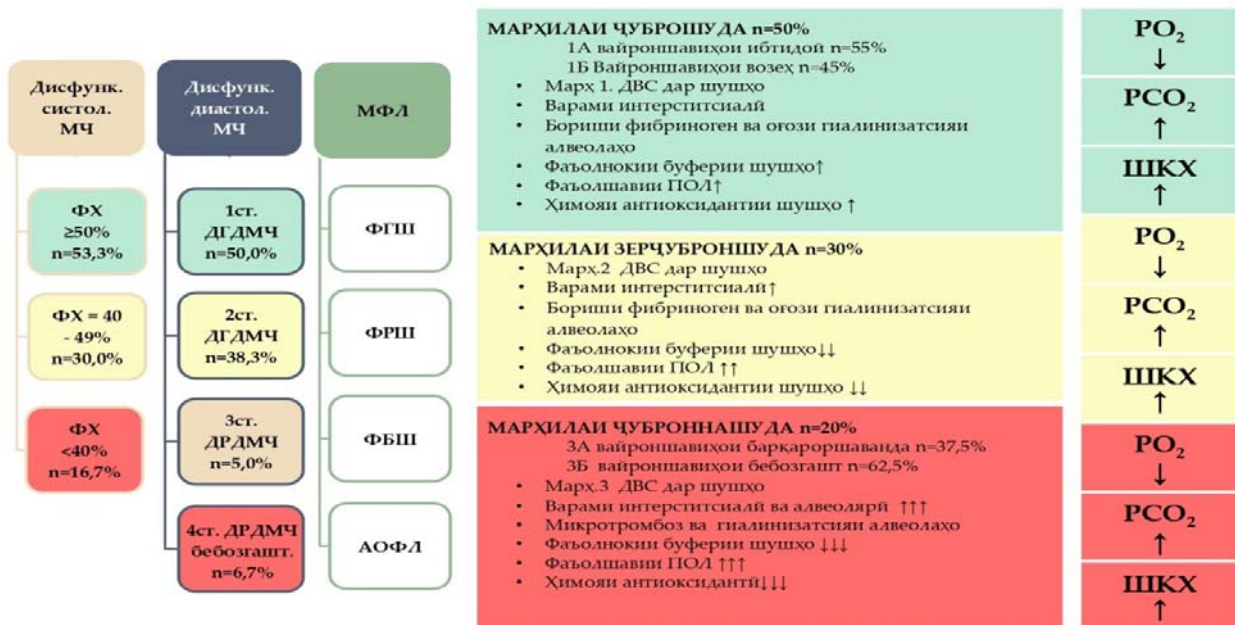 Дисфунк.
систол.
МЧ
ФХ
≥50%
n=53,3%
ФХ = 40
- 49%
n=30,0%
ФХ
<40%
n=16,7%
Дисфунк.
диастол.
МЧ
1ст.
ДГДМЧ
n=50,0%
2ст.
ДГДМЧ
n=38,3%
3ст.
ДРДМЧ
n=5,0%
4ст. ДРДМЧ
бебозгашт.
n=6,7%
МФЛ
ФГШ
ФРШ
ФБШ
АОФЛ
МАРҲИЛАИ ҶУБРОШУДА n=50%
1А вайроншавиҳои ибтидоӣ n=55%
1Б Вайроншавиҳои возеҳ n=45%
• Марҳ 1. ДВС дар шушҳо
• Варами интерститсиалӣ
• Бориши фибриноген ва оғози гиалинизатсияи
алвеолаҳо
• Фаъолнокии буферии шушҳо↑
• Фаъолшавии ПОЛ↑
• Ҳимояи антиоксидантии шушҳо ↑
МАРҲИЛАИ ЗЕРҶУБРОНШУДА n=30%
• Марҳ.2 ДВС дар шушҳо
• Варами интерститсиалӣ↑
• Бориши фибриноген ва оғози гиалинизатсияи
алвеолаҳо
• Фаъолнокии буферии шушҳо↓↓
• Фаъолшавии ПОЛ ↑↑
• Ҳимояи антиоксидантии шушҳо ↓↓
МАРҲИЛАИ ҶУБРОННАШУДА n=20%
3А вайроншавиҳои барқароршаванда n=37,5%
3Б вайроншавиҳои бебозгашт n=62,5%
• Марҳ.3 ДВС дар шушҳо
• Варами интерститсиалӣ ва алвеолярӣ ↑↑↑
• Микротромбоз ва гиалинизатсияи алвеолаҳо
• Фаъолнокии буферии шушҳо ↓↓↓
• Фаъолшавии ПОЛ ↑↑↑
• Ҳимояи антиоксидантӣ↓↓↓
PO₂
↓
PCO₂
↑
ШКХ
↑
PO₂
↓
PCO₂
↑
ШКХ
↑
PO₂
↓
PCO₂
↑
ШКХ
↑